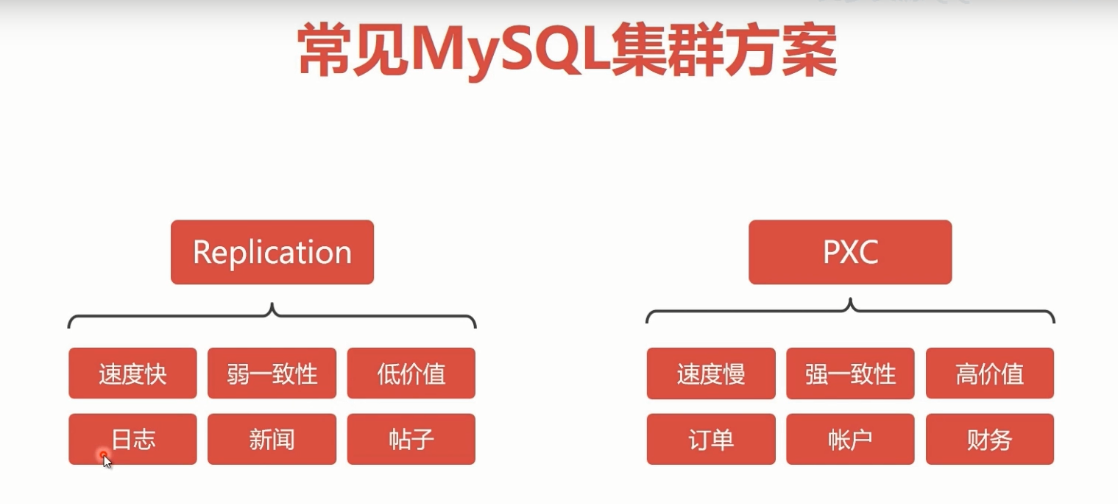 常见MySQL集群方案
Replication
速度快 弱一致性 低价值
日志 新闻 帖子
PXC
速度慢 强一致性 高价值
订单 帐户 财务